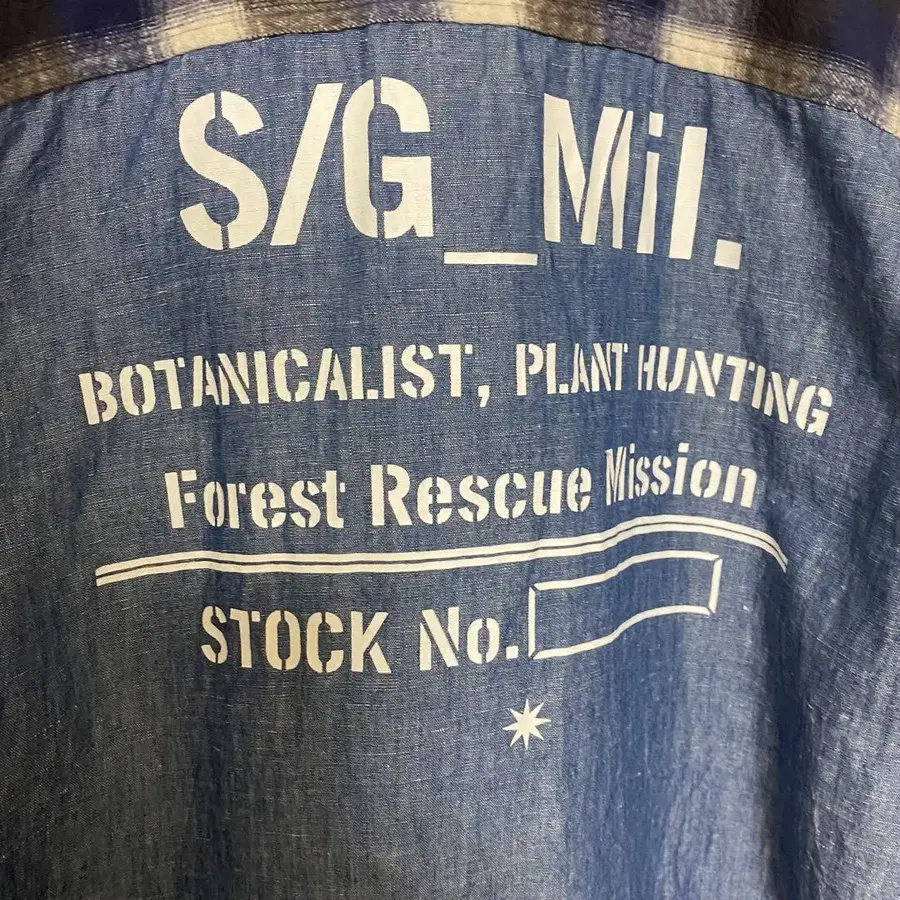 S/G_Mil.
BOTANICALIST, PLANT HUNTING
Forest Rescue Mission
STOCK No.